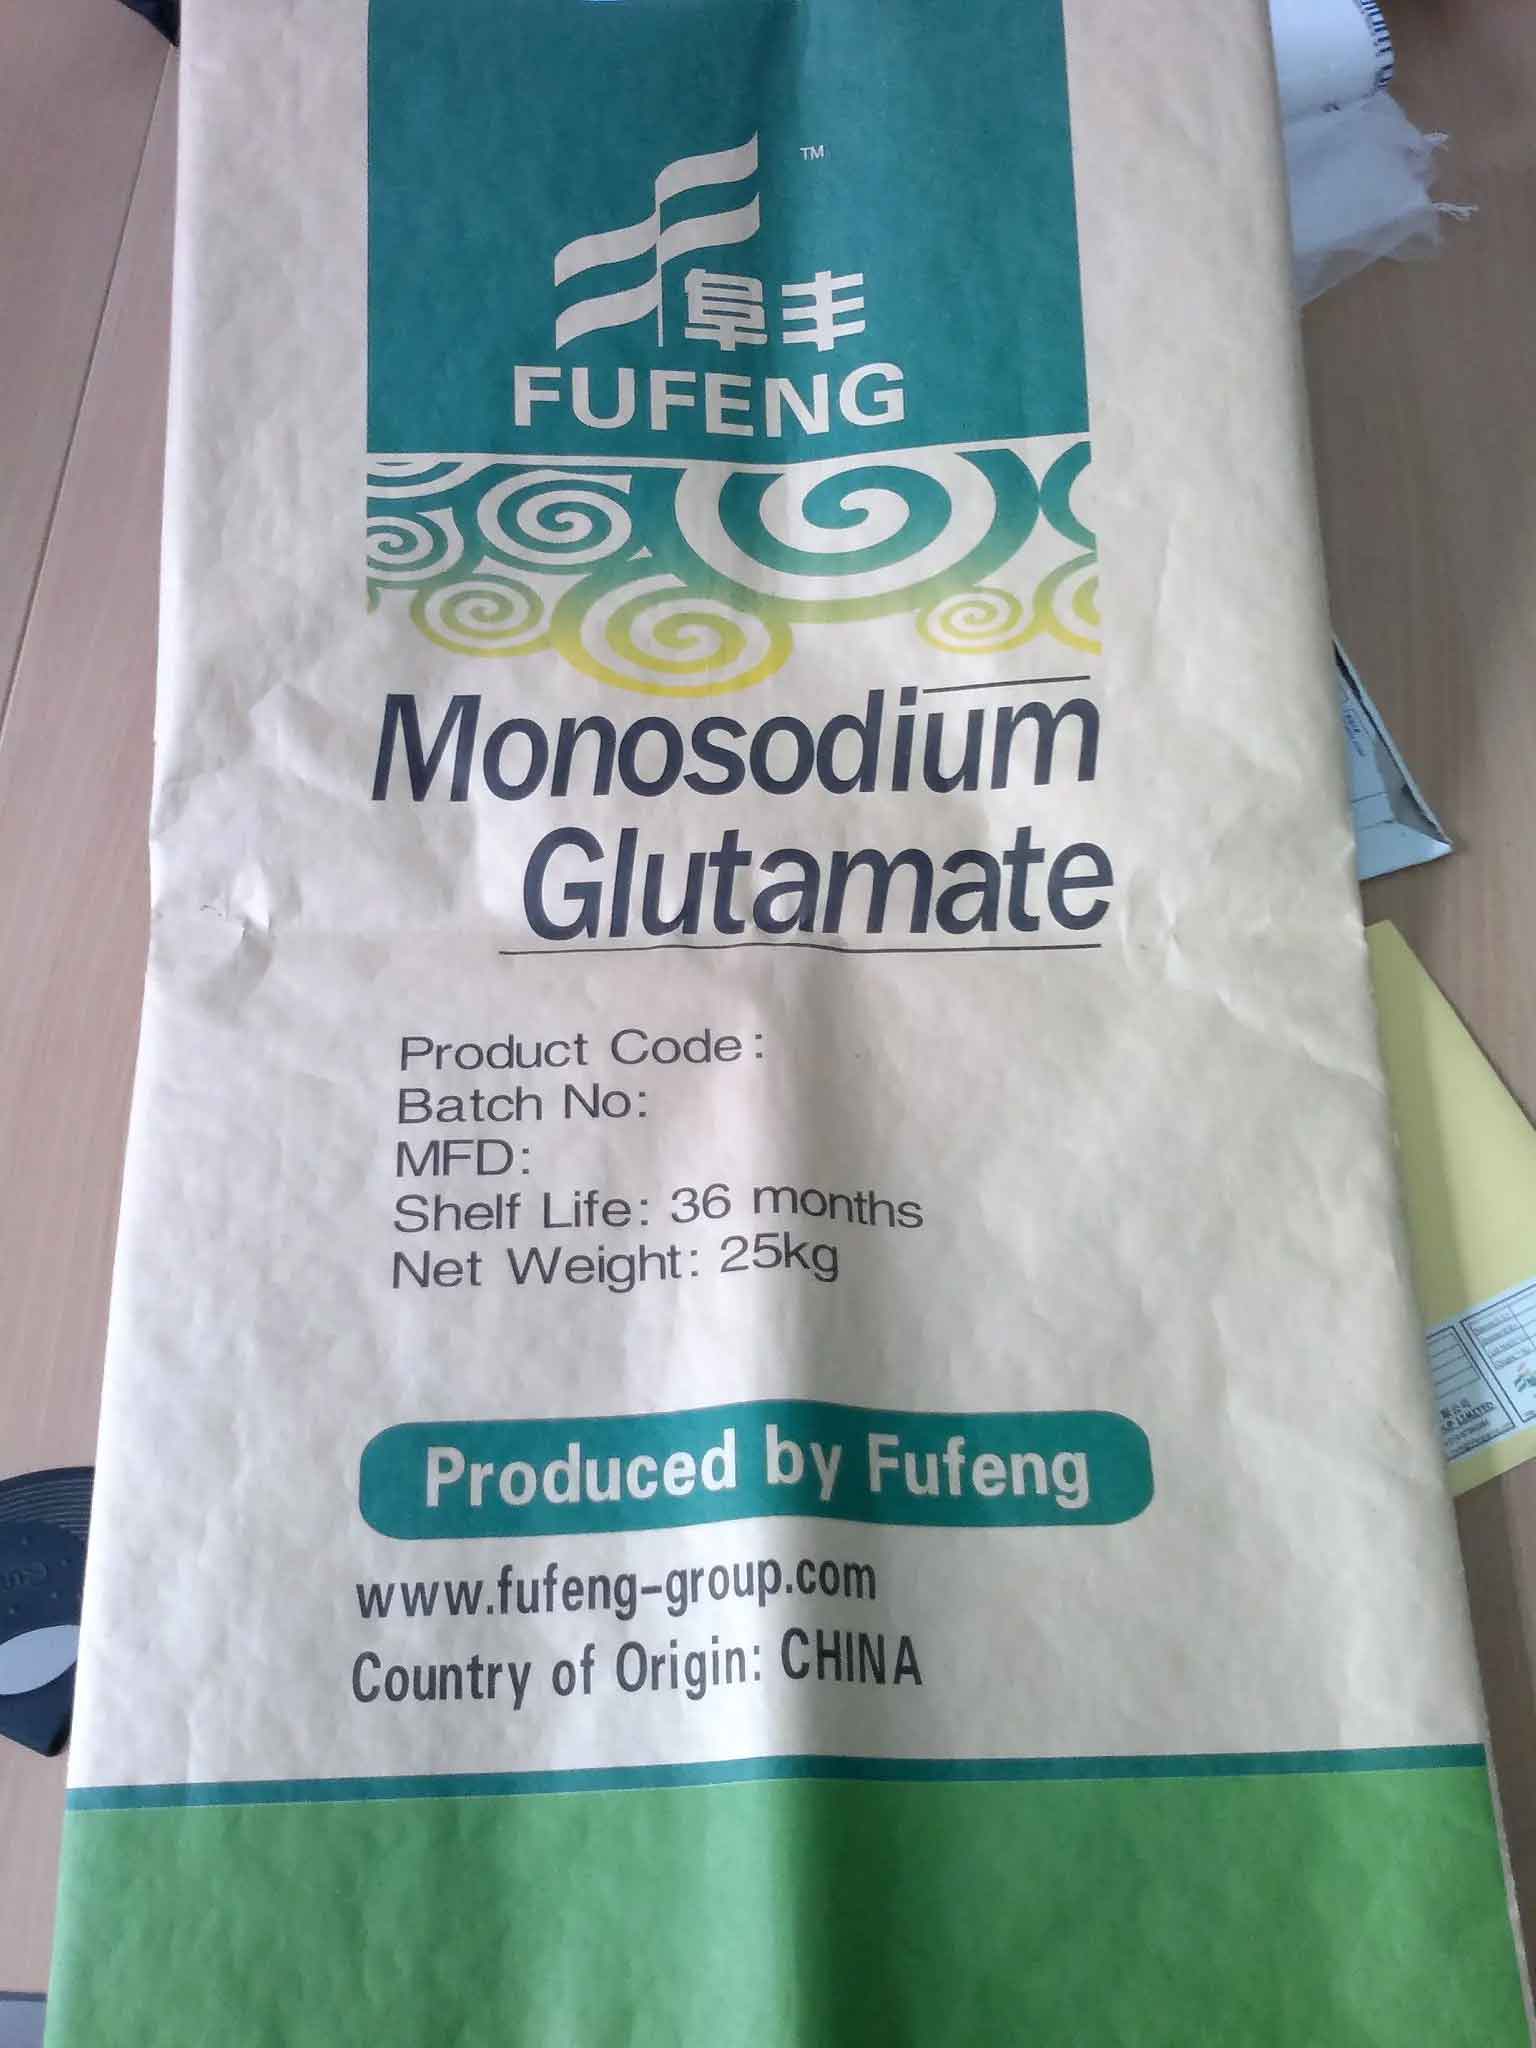 TM
阜丰
FUFENG
Monosodium
Glutamate
Product Code:
Batch No:
MFD:
Shelf Life: 36 months
Net Weight: 25kg
Produced by Fufeng
www.fufeng-group.com
Country of Origin: CHINA